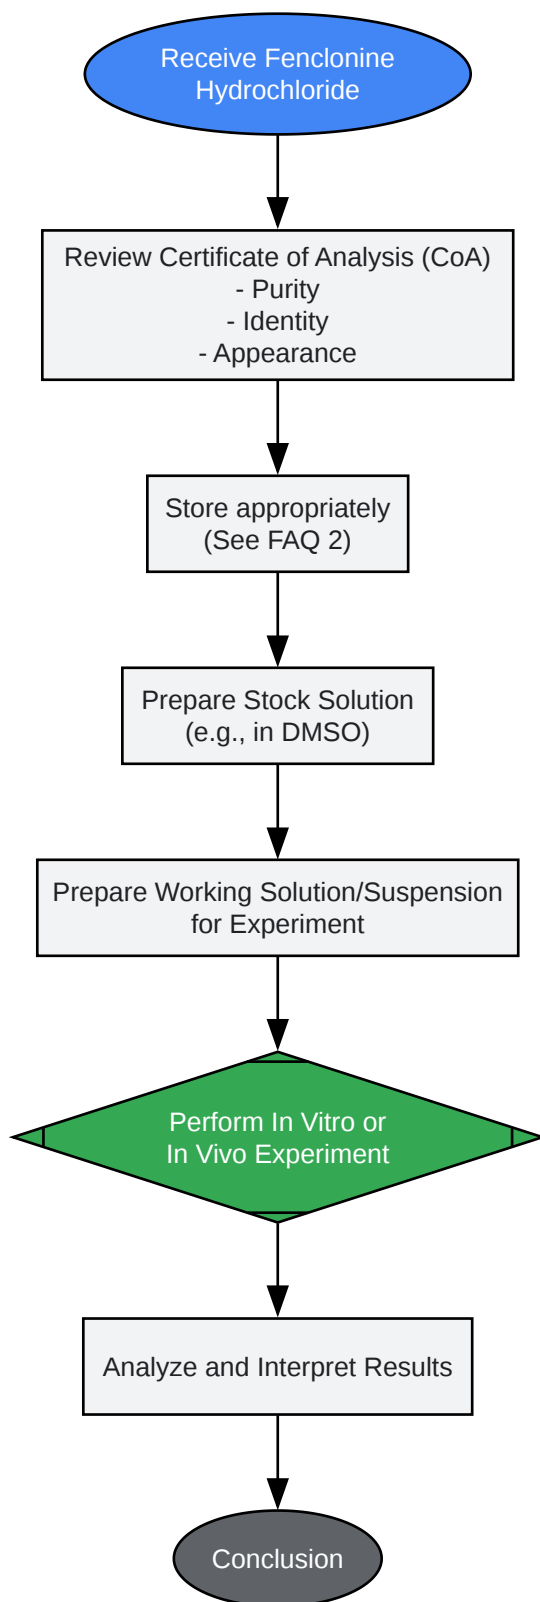 Receive Fenclonine
Hydrochloride
Review Certificate of Analysis (CoA)
- Purity
- Identity
- Appearance
Store appropriately
(See FAQ 2)
Prepare Stock Solution
(e.g., in DMSO)
Prepare Working Solution/Suspension
for Experiment
Perform In Vitro or
In Vivo Experiment
Analyze and Interpret Results
Conclusion